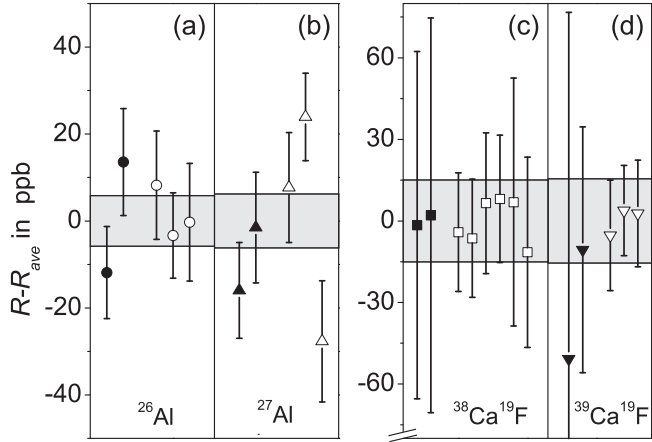 (a)
(b)
(c)
(d)
R-R_ave in ppb
40
20
0
-20
-40
60
30
0
-30
-60
²⁶Al
²⁷Al
³⁸Ca¹⁹F
³⁹Ca¹⁹F